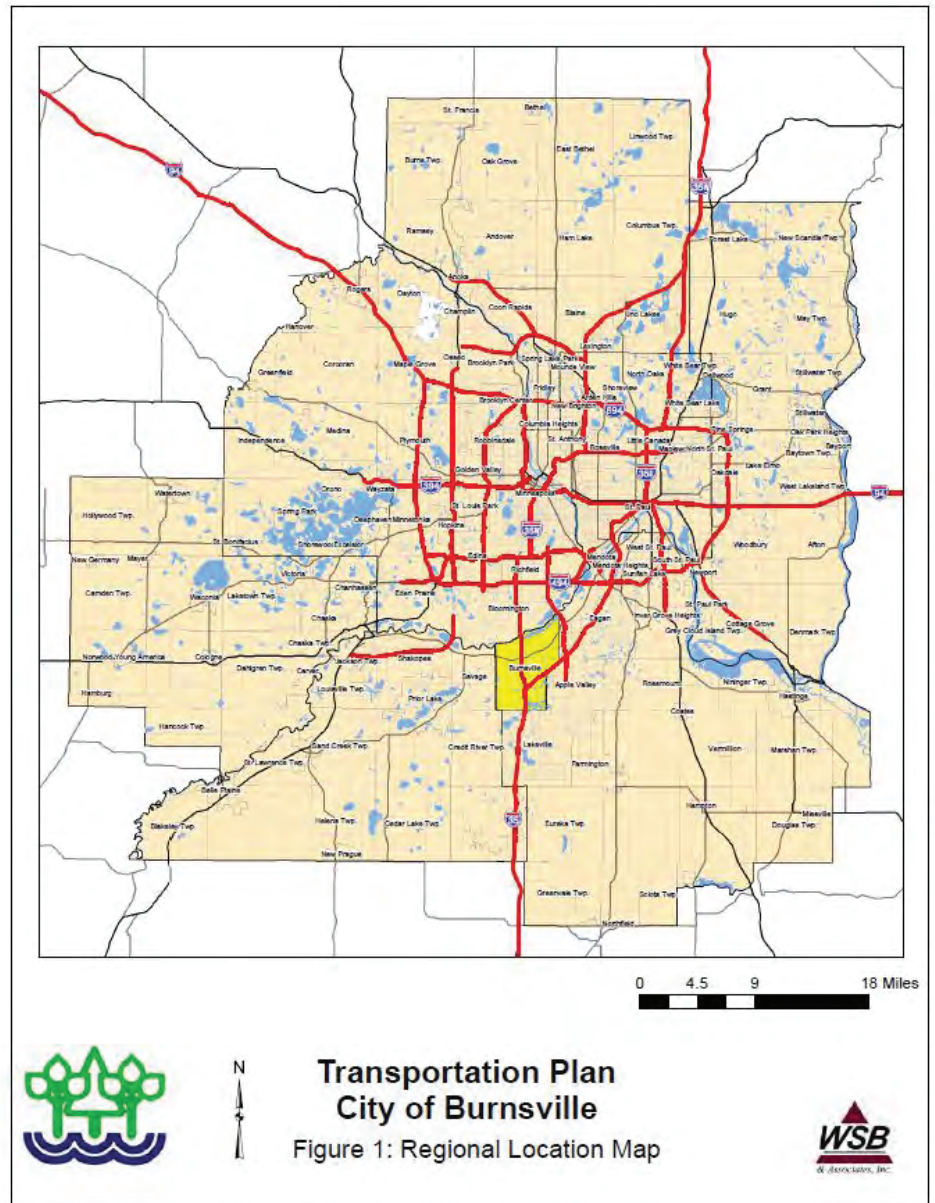 St. Francis
Bethel
Linwood Twp.
Burns Twp.
Oak Grove
East Bethel
94
35E
Ramsey
Andover
Ham Lake
Columbus Twp.
Forest Lake
New Scandia Twp.
Anoka
Rogers
Dayton
Champlin
Coon Rapids
Blaine
Lino Lakes
Hugo
May Twp.
Hanover
Lexington
Corcoran
Osseo
Brooklyn Park
Spring Lake Park
Mounds View
Maple Grove
Greenfield
North Oaks
White Bear Twp.
Dellwood
Stillwater Twp.
Fridley
Shoreview
Grant
Brooklyn Center
Arden Hills
New Brighton
694
White Bear Lake
Stillwater
Columbia Heights
Medina
Independence
Plymouth
Robbinsdale
St. Anthony
Roseville
Little Canada
Maplewood
North St. Paul
Pine Springs
Oak Park Heights
Bayport
Baytown Twp.
Golden Valley
Oakdale
Lake Elmo
Orono
Wayzata
394
35E
West Lakeland Twp.
Watertown
Minneapolis
94
Hollywood Twp.
Spring Park
St. Louis Park
St. Paul
Deephaven
Minnetonka
Hopkins
35W
St. Bonifacius
Shorewood
Excelsior
West St. Paul
Woodbury
Afton
New Germany
Mayer
Edina
Richfield
Mendota
Mendota Heights
South St. Paul
Victoria
Chanhassen
Sunfish Lake
Newport
Camden Twp.
Waconia
Laketown Twp.
Eden Prairie
494
Bloomington
St. Paul Park
Chaska
Eagan
Inver Grove Heights
Cottage Grove
Grey Cloud Island Twp.
Denmark Twp.
Chaska Twp.
Norwood Young America
Cologne
Dahlgren Twp.
Carver
Jackson Twp.
Shakopee
Burnsville
Savage
Apple Valley
Rosemount
Nininger Twp.
Hamburg
Louisville Twp.
Prior Lake
Hastings
Hancock Twp.
Coates
Sand Creek Twp.
Credit River Twp.
Lakeville
Vermillion
Marshan Twp.
St. Lawrence Twp.
Farmington
Belle Plaine
Blakeley Twp.
Helena Twp.
Cedar Lake Twp.
35
Eureka Twp.
Hampton
Miesville
Douglas Twp.
New Prague
Greenvale Twp.
Sciota Twp.
Northfield
0 4.5 9 18 Miles
N
Transportation Plan
City of Burnsville
Figure 1: Regional Location Map
WSB
& Associates, Inc.